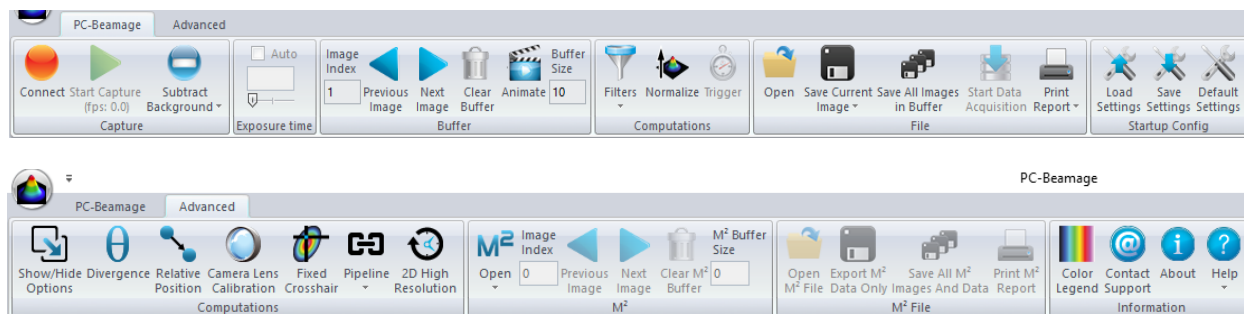 PC-Beamage Advanced
Connect Start Capture (fps: 0.0) Subtract Background
Capture
Auto
Exposure time
Image Index 1 Previous Image Next Image Clear Buffer Animate Buffer Size 10
Buffer
Filters Normalize Trigger
Computations
Open Save Current Image Save All Images in Buffer Start Data Acquisition Print Report
File
Load Settings Save Settings Default Settings
Startup Config
PC-Beamage
PC-Beamage Advanced
Show/Hide Options Divergence Relative Position Camera Lens Calibration Fixed Crosshair Pipeline 2D High Resolution
Computations
M² Open Image Index 0 Previous Image Next Image Clear M² Buffer M² Buffer Size 0
M²
Open M² File Export M² Data Only Save All M² Images And Data Print M² Report
M² File
Color Legend Contact Support About Help
Information